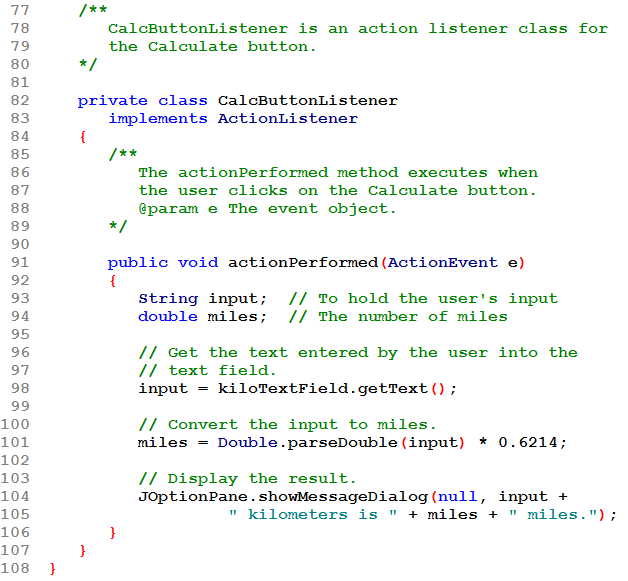 77 /**
78 CalcButtonListener is an action listener class for
79 the Calculate button.
80 */
81
82 private class CalcButtonListener
83 implements ActionListener
84 {
85 /**
86 The actionPerformed method executes when
87 the user clicks on the Calculate button.
88 @param e The event object.
89 */
90
91 public void actionPerformed(ActionEvent e)
92 {
93 String input; // To hold the user's input
94 double miles; // The number of miles
95
96 // Get the text entered by the user into the
97 // text field.
98 input = kiloTextField.getText();
99
100 // Convert the input to miles.
101 miles = Double.parseDouble(input) * 0.6214;
102
103 // Display the result.
104 JOptionPane.showMessageDialog(null, input +
105 " kilometers is " + miles + " miles.");
106 }
107 }
108 }